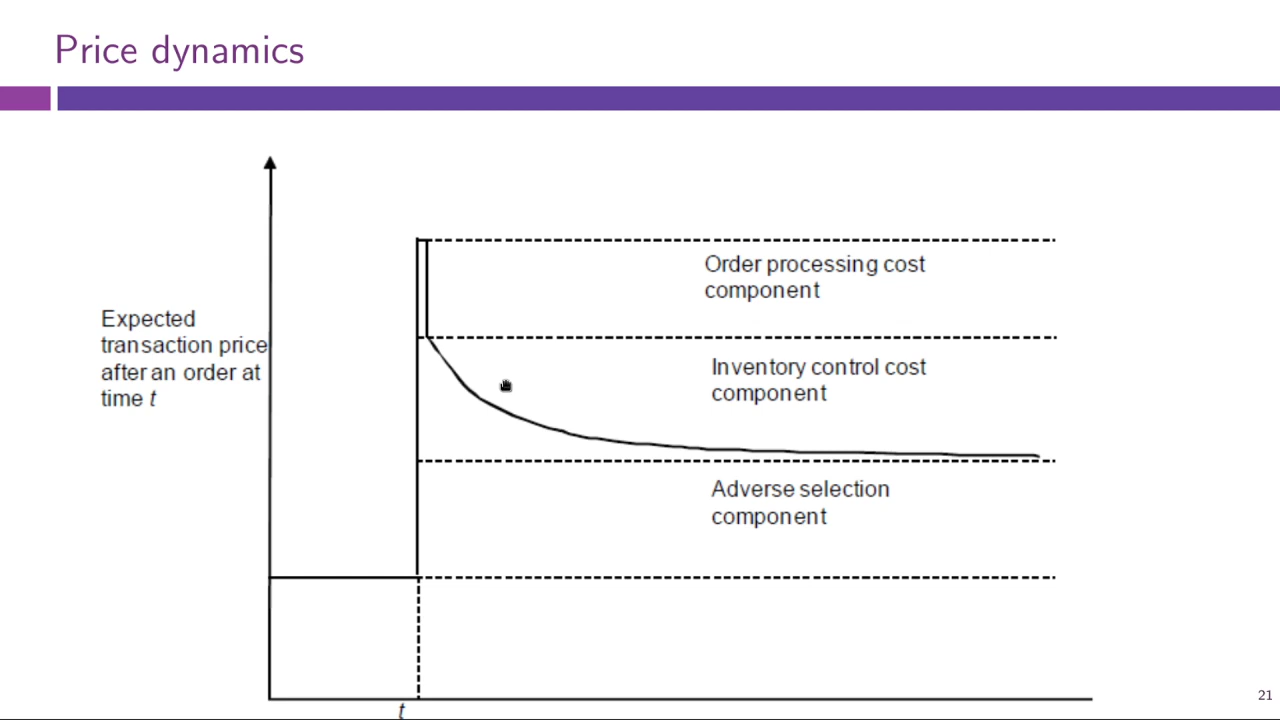 Price dynamics
Expected
transaction price
after an order at
time t
Order processing cost
component
Inventory control cost
component
Adverse selection
component
t
21